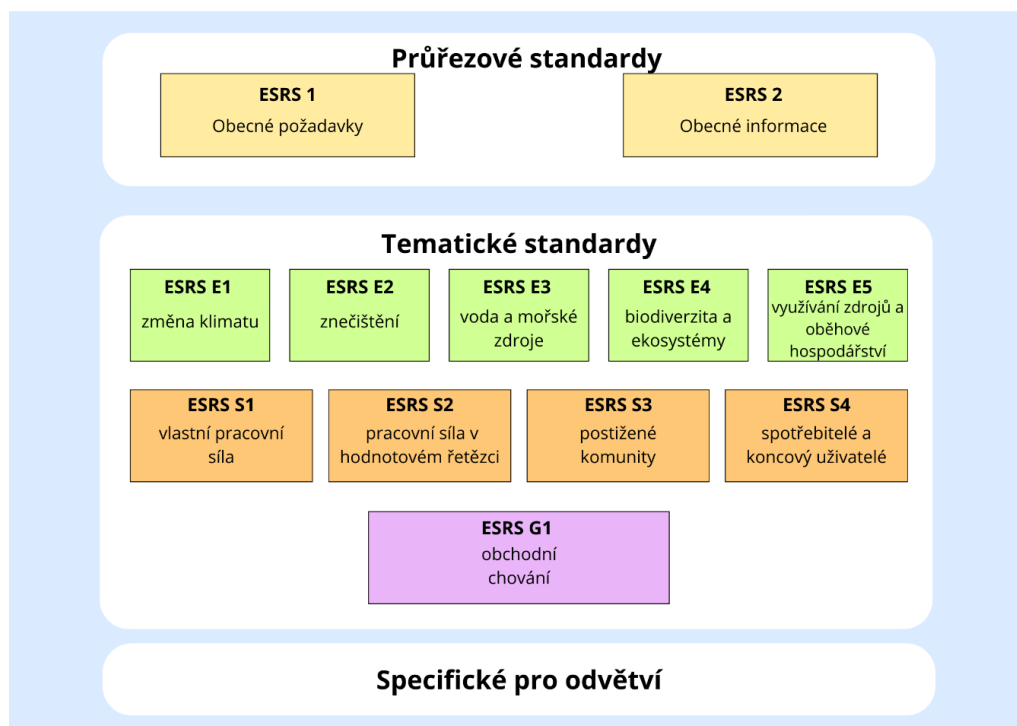 Průřezové standardy
ESRS 1
Obecné požadavky
ESRS 2
Obecné informace
Tematické standardy
ESRS E1
změna klimatu
ESRS E2
znečištění
ESRS E3
voda a mořské
zdroje
ESRS E4
biodiverzita a
ekosystémy
ESRS E5
využívání zdrojů a
oběhové
hospodářství
ESRS S1
vlastní pracovní
síla
ESRS S2
pracovní síla v
hodnotovém řetězci
ESRS S3
postižené
komunity
ESRS S4
spotřebitelé a
koncový uživatelé
ESRS G1
obchodní
chování
Specifické pro odvětví